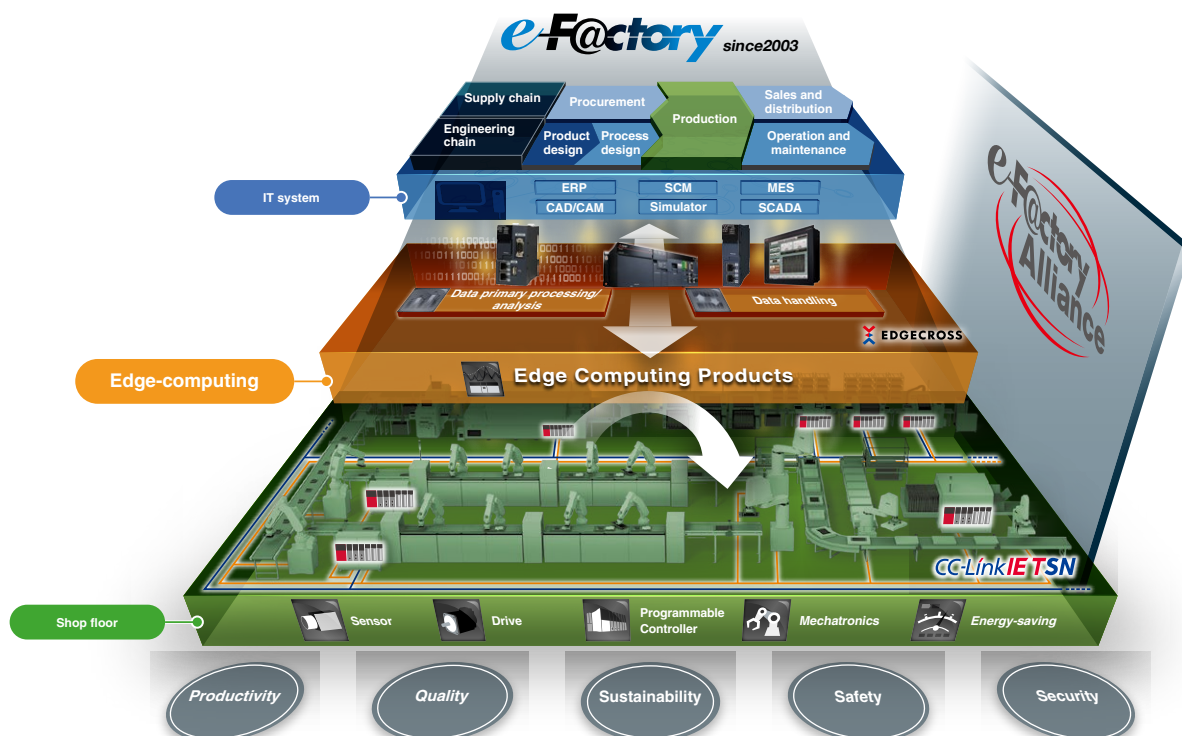 e-F@ctory since2003
Supply chain
Procurement
Production
Sales and
distribution
Engineering
chain
Product
design
Process
design
Operation and
maintenance
IT system
ERP
SCM
MES
CAD/CAM
Simulator
SCADA
e-F@ctory
Alliance
Data primary processing/
analysis
Data handling
EDGECROSS
Edge-computing
Edge Computing Products
CC-Link IE TSN
Shop floor
Sensor
Drive
Programmable
Controller
Mechatronics
Energy-saving
Productivity
Quality
Sustainability
Safety
Security